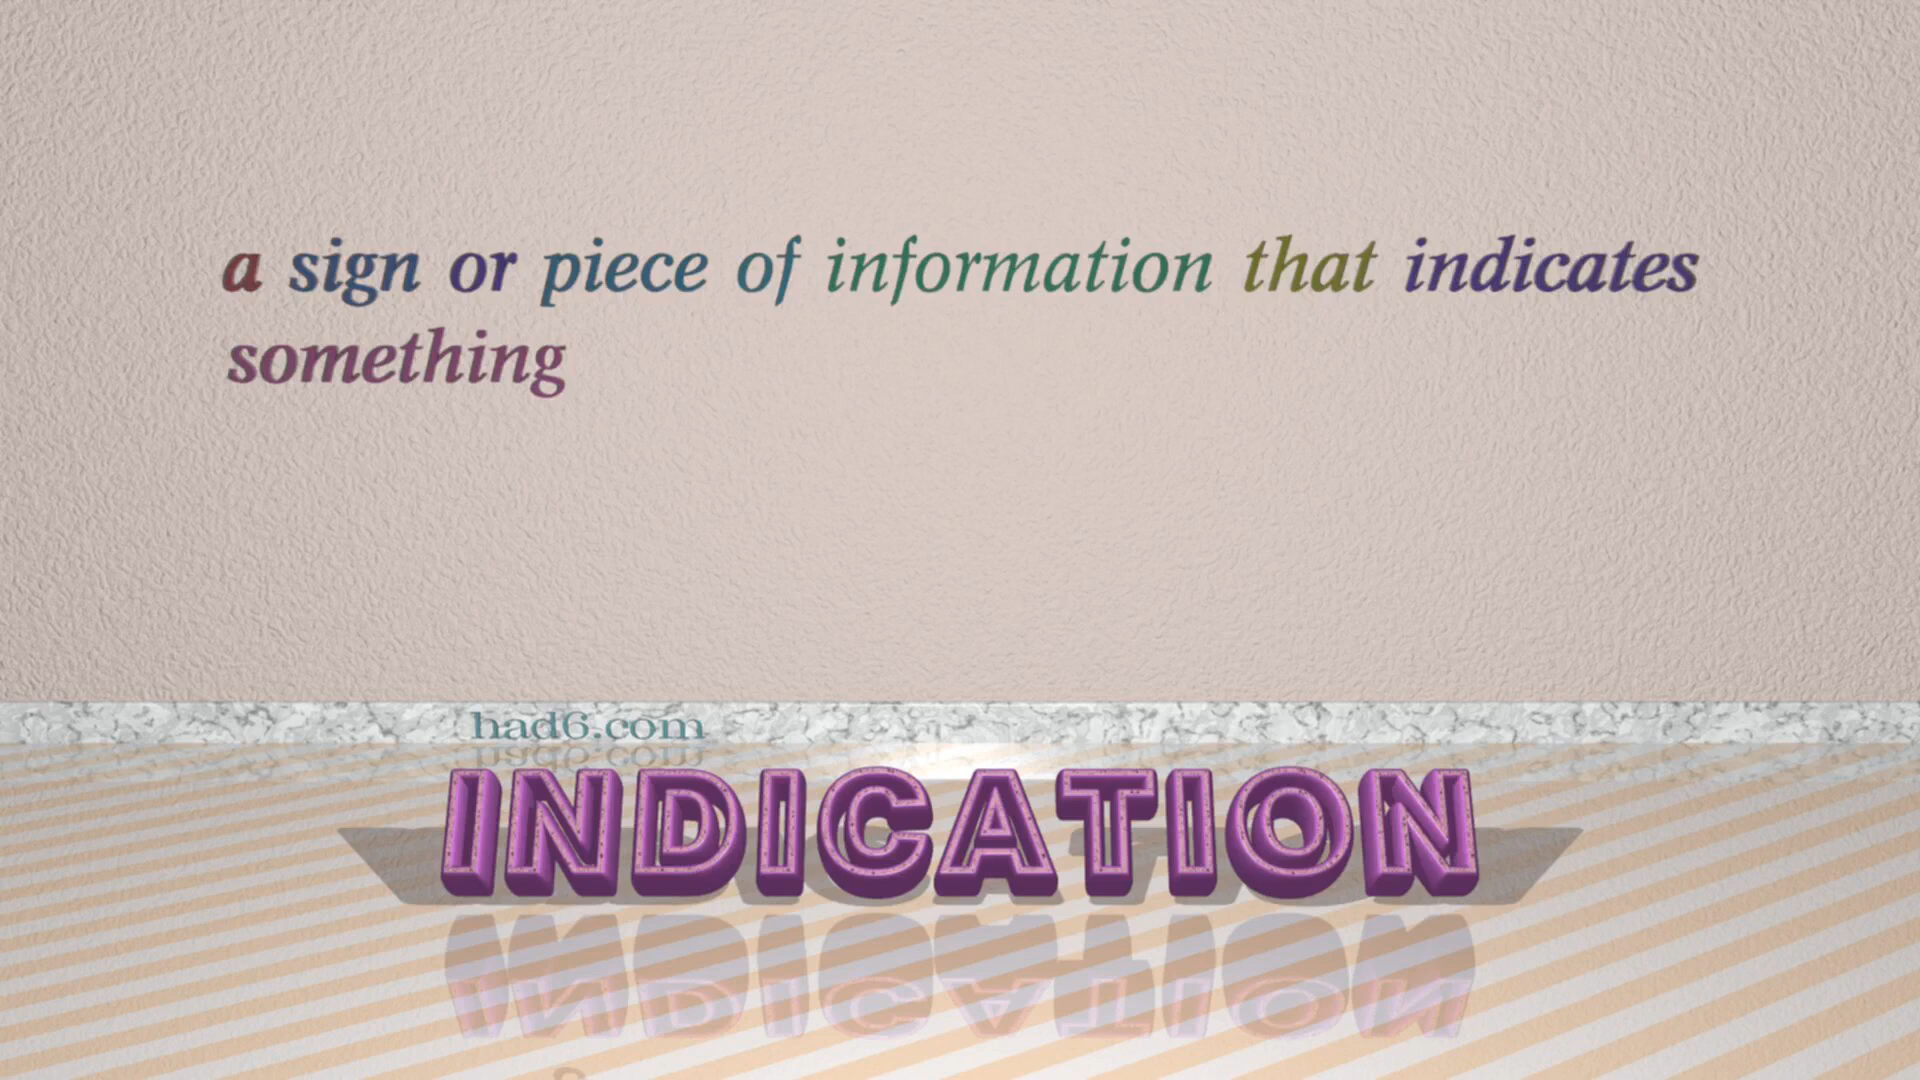 a sign or piece of information that indicates
something
had6.com
INDICATION